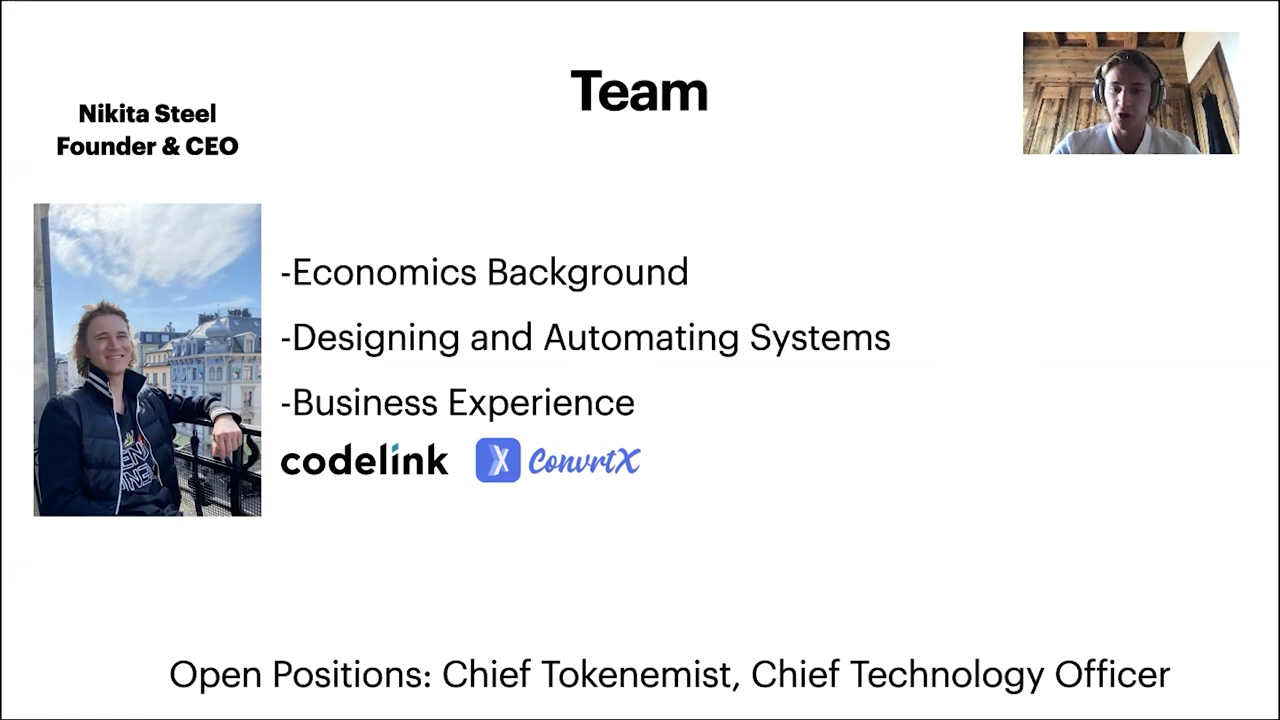 Team
Nikita Steel
Founder & CEO
-Economics Background
-Designing and Automating Systems
-Business Experience
codelink
ConvrtX
Open Positions: Chief Tokenemist, Chief Technology Officer